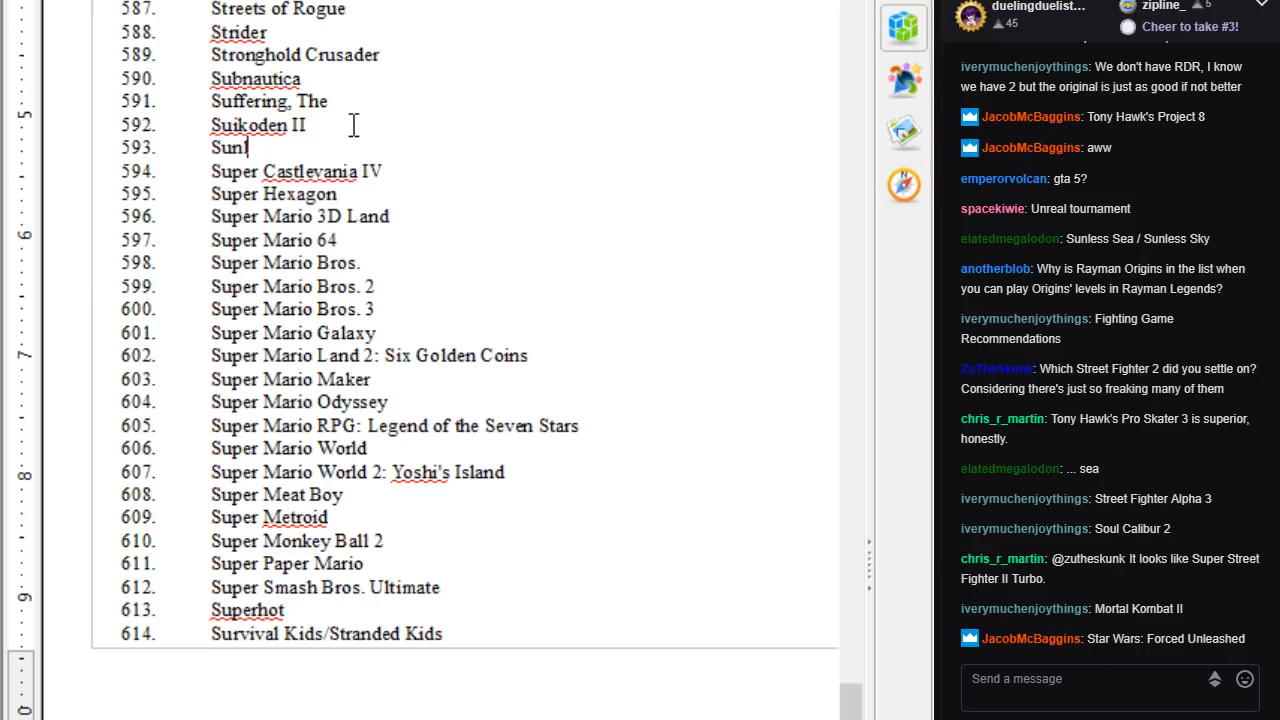 587. Streets of Rogue
588. Strider
589. Stronghold Crusader
590. Subnautica
591. Suffering, The
592. Suikoden II
593. Sunl
594. Super Castlevania IV
595. Super Hexagon
596. Super Mario 3D Land
597. Super Mario 64
598. Super Mario Bros.
599. Super Mario Bros. 2
600. Super Mario Bros. 3
601. Super Mario Galaxy
602. Super Mario Land 2: Six Golden Coins
603. Super Mario Maker
604. Super Mario Odyssey
605. Super Mario RPG: Legend of the Seven Stars
606. Super Mario World
607. Super Mario World 2: Yoshi's Island
608. Super Meat Boy
609. Super Metroid
610. Super Monkey Ball 2
611. Super Paper Mario
612. Super Smash Bros. Ultimate
613. Superhot
614. Survival Kids/Stranded Kids
5
6
7
8
9
0
N
duelingduelist...
45
zipline_ 5
Cheer to take #3!
iverymuchenjoythings: We don't have RDR, I know
we have 2 but the original is just as good if not better
JacobMcBaggins: Tony Hawk's Project 8
JacobMcBaggins: aww
emperorvolcan: gta 5?
spacekiwie: Unreal tournament
elatedmegalodon: Sunless Sea / Sunless Sky
anotherblob: Why is Rayman Origins in the list when
you can play Origins' levels in Rayman Legends?
iverymuchenjoythings: Fighting Game
Recommendations
ZuTheSkunk: Which Street Fighter 2 did you settle on?
Considering there's just so freaking many of them
chris_r_martin: Tony Hawk's Pro Skater 3 is superior,
honestly.
elatedmegalodon: ... sea
iverymuchenjoythings: Street Fighter Alpha 3
iverymuchenjoythings: Soul Calibur 2
chris_r_martin: @zutheskunk It looks like Super Street
Fighter II Turbo.
iverymuchenjoythings: Mortal Kombat II
JacobMcBaggins: Star Wars: Forced Unleashed
Send a message